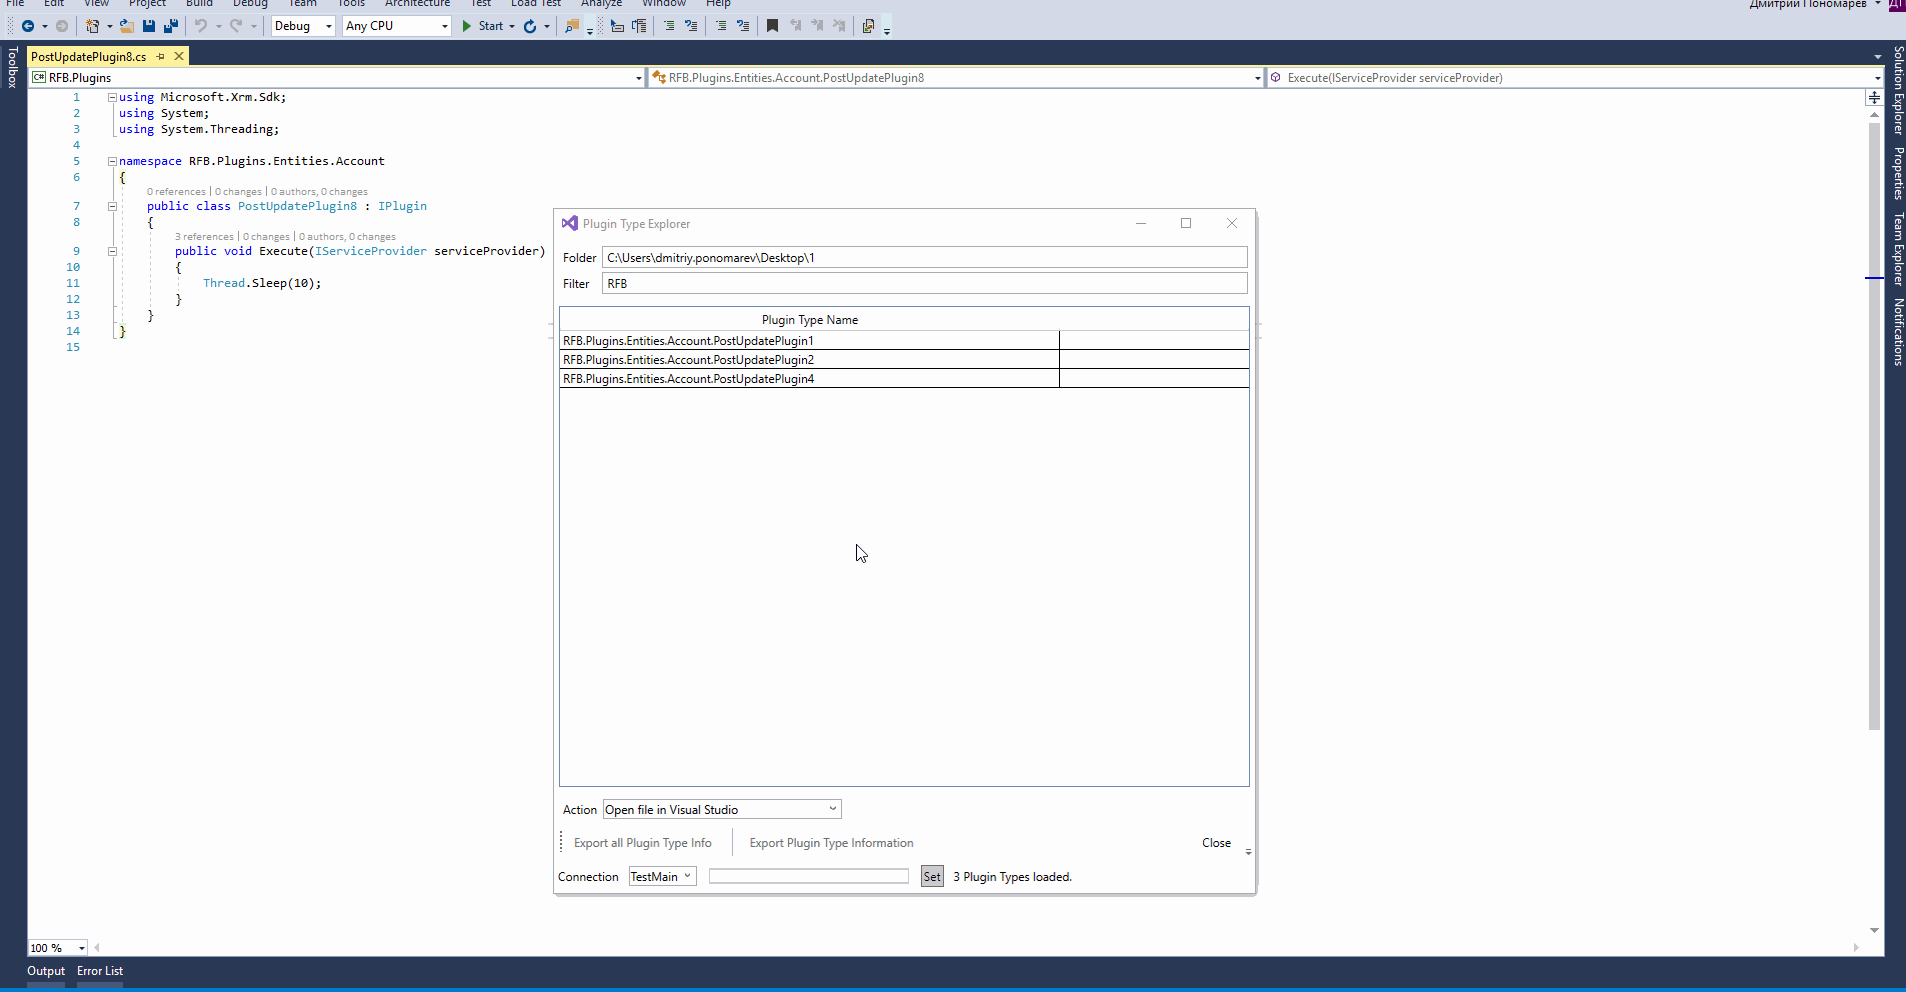 File Edit View Project Build Debug Team Tools Architecture Test Load Test Analyze Window Help Дмитрий Пономарев ДП
Debug Any CPU Start
Toolbox
PostUpdatePlugin8.cs
C# RFB.Plugins RFB.Plugins.Entities.Account.PostUpdatePlugin8 Execute(IServiceProvider serviceProvider)
1 using Microsoft.Xrm.Sdk;
2 using System;
3 using System.Threading;
4
5 namespace RFB.Plugins.Entities.Account
6 {
0 references | 0 changes | 0 authors, 0 changes
7 public class PostUpdatePlugin8 : IPlugin
8 {
3 references | 0 changes | 0 authors, 0 changes
9 public void Execute(IServiceProvider serviceProvider)
10 {
11 Thread.Sleep(10);
12 }
13 }
14 }
15
Plugin Type Explorer
Folder C:\Users\dmitriy.ponomarev\Desktop\1
Filter RFB
Plugin Type Name
RFB.Plugins.Entities.Account.PostUpdatePlugin1
RFB.Plugins.Entities.Account.PostUpdatePlugin2
RFB.Plugins.Entities.Account.PostUpdatePlugin4
Action Open file in Visual Studio
Export all Plugin Type Info Export Plugin Type Information Close
Connection TestMain Set 3 Plugin Types loaded.
Solution Explorer
Properties
Team Explorer
Notifications
100 %
Output Error List